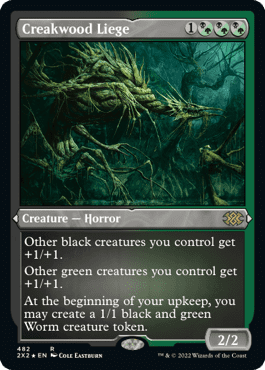 Creakwood Liege 1
Creature — Horror
Other black creatures you control get
+1/+1.
Other green creatures you control get
+1/+1.
At the beginning of your upkeep, you
may create a 1/1 black and green
Worm creature token.
482 R
2X2 ★ EN Cole Eastburn
™ & © 2022 Wizards of the Coast
2/2